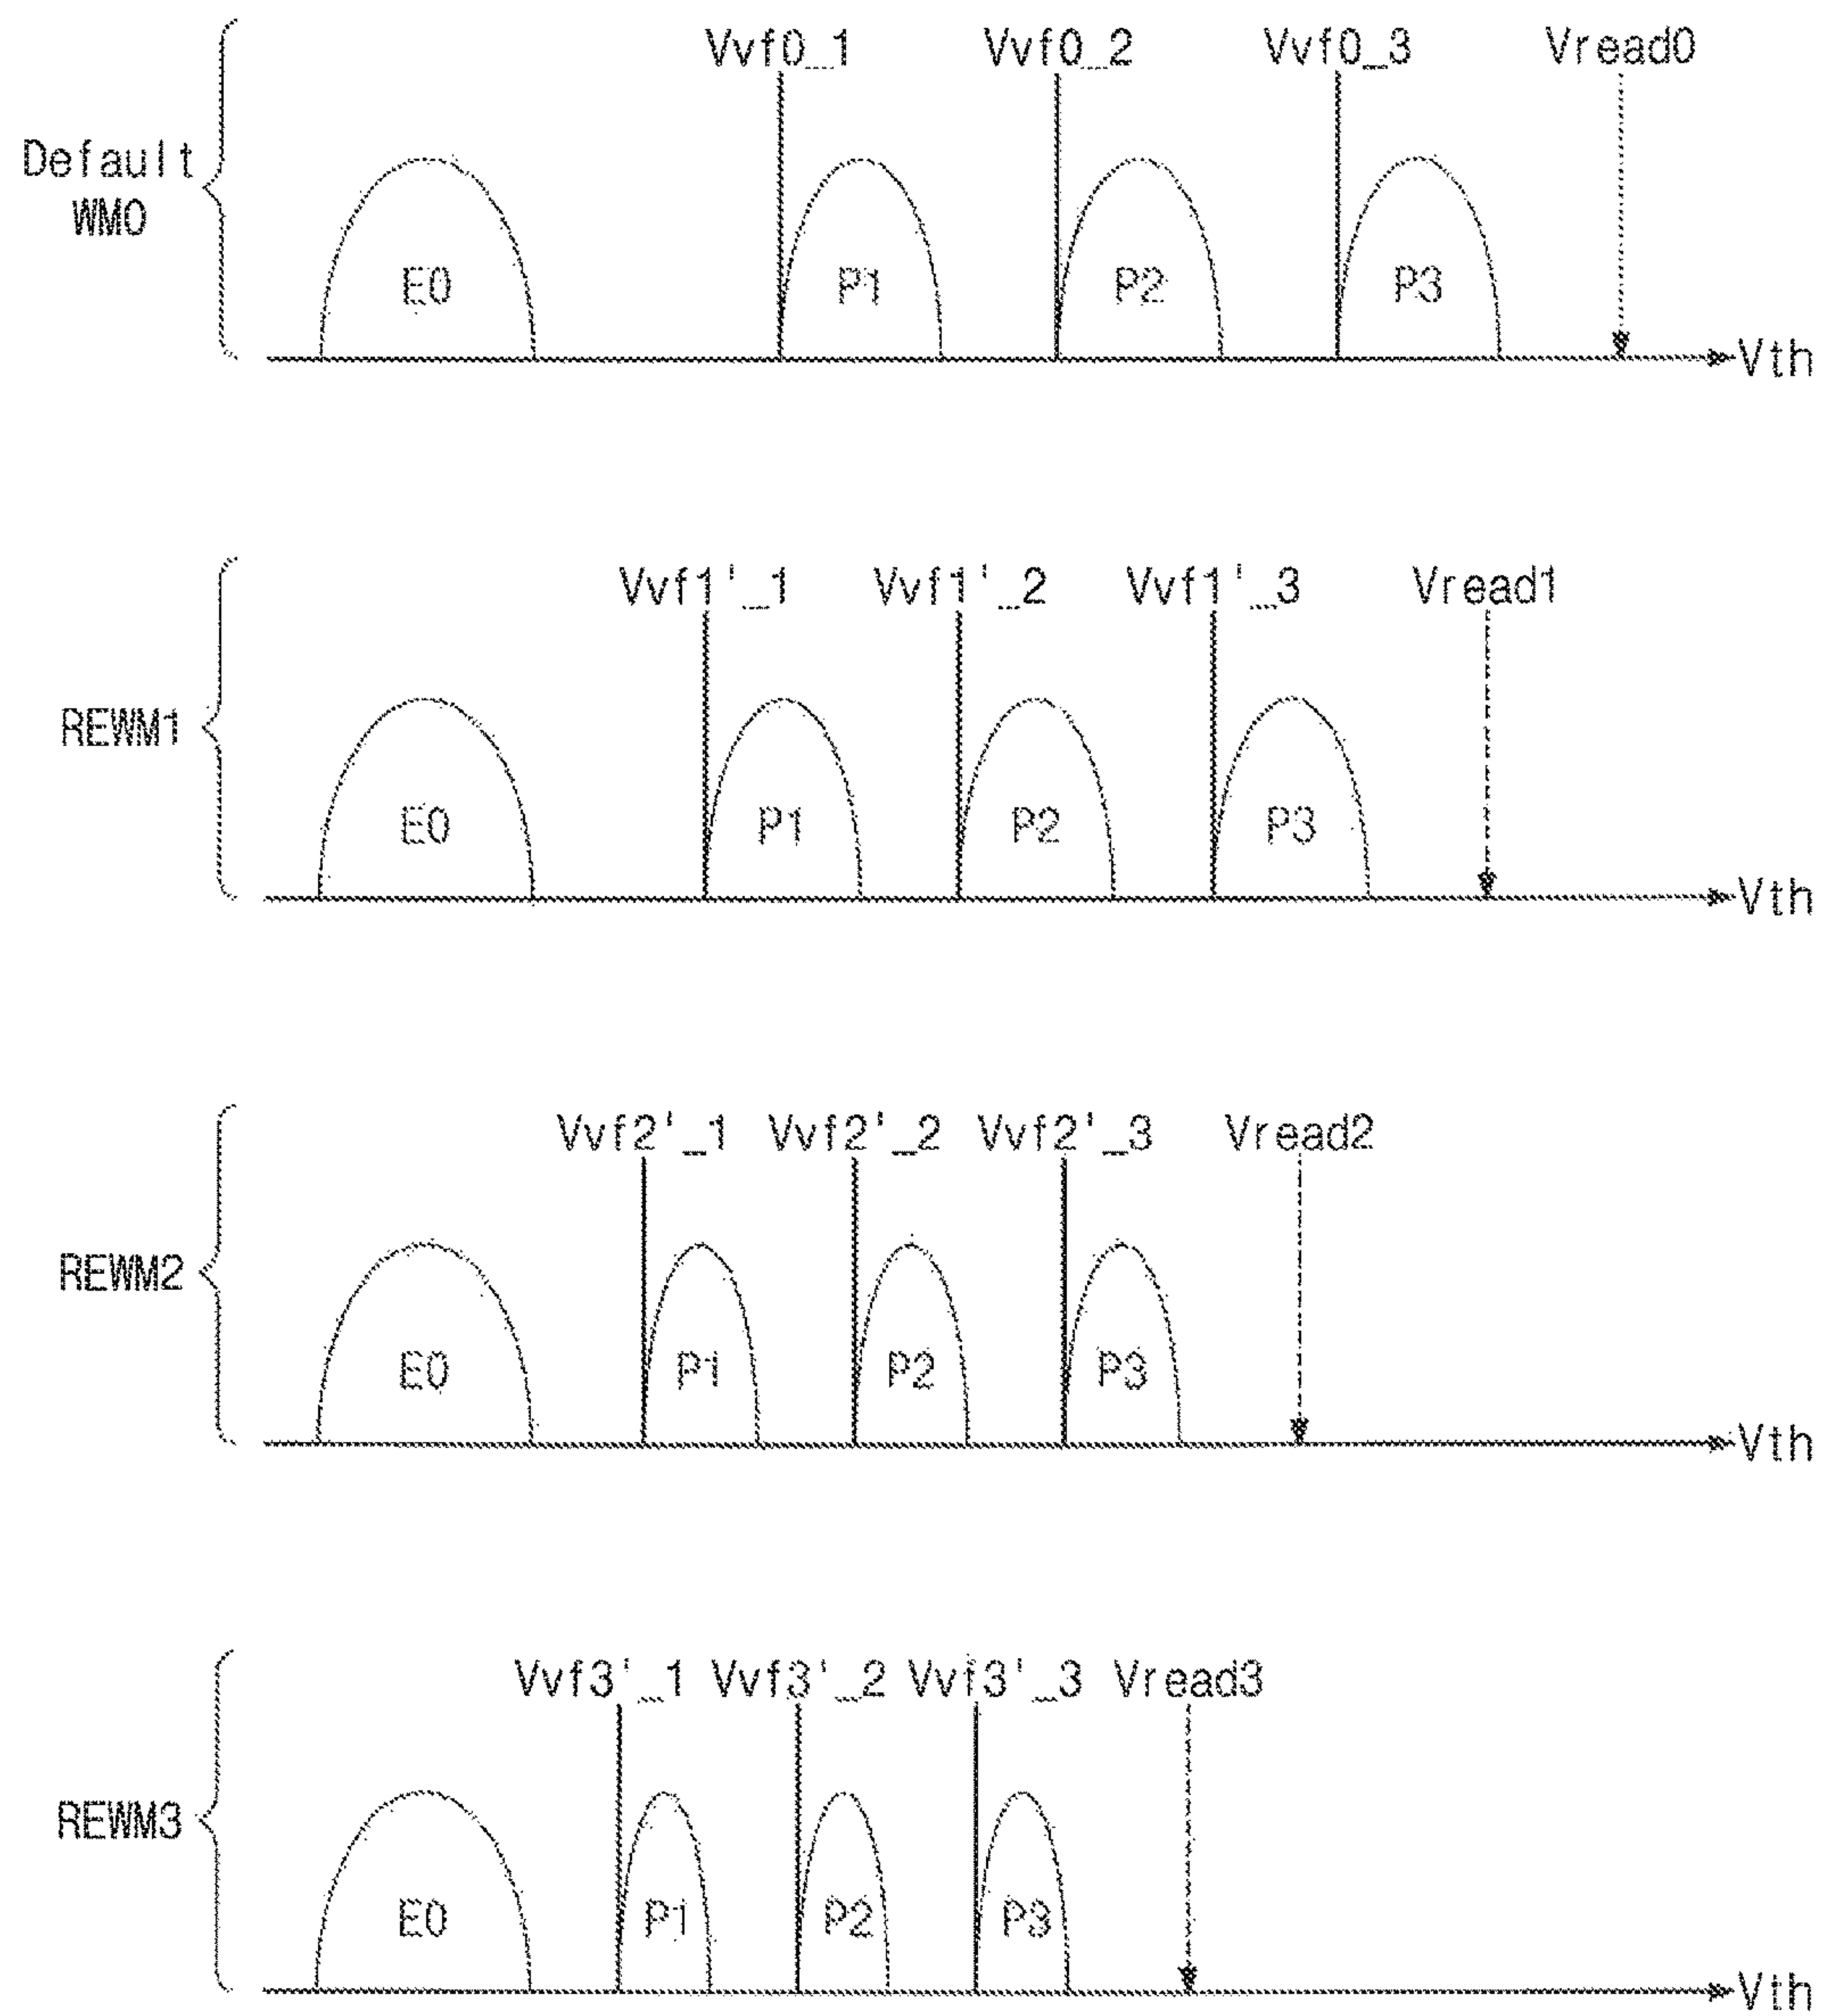 Vvf0_1 Vvf0_2 Vvf0_3 Vread0
Default
WM0
E0 P1 P2 P3
Vth
Vvf1'_1 Vvf1'_2 Vvf1'_3 Vread1
REWM1
E0 P1 P2 P3
Vth
Vvf2'_1 Vvf2'_2 Vvf2'_3 Vread2
REWM2
E0 P1 P2 P3
Vth
Vvf3'_1 Vvf3'_2 Vvf3'_3 Vread3
REWM3
E0 P1 P2 P3
Vth